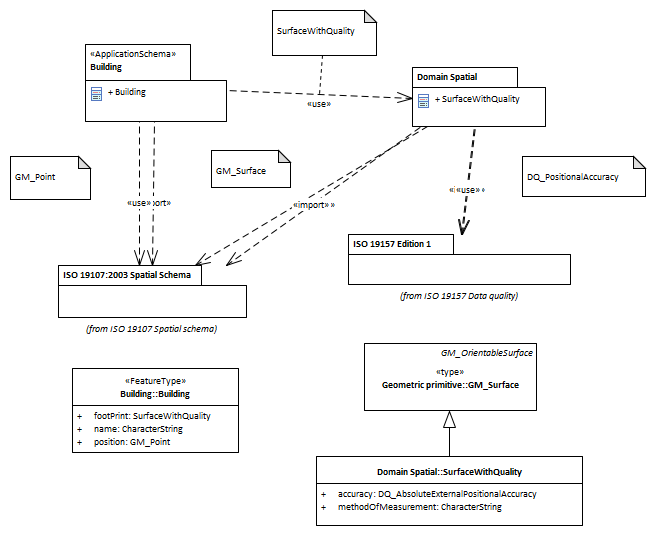 SurfaceWithQuality
«ApplicationSchema»
Building
+ Building
Domain Spatial
+ SurfaceWithQuality
«use»
GM_Point
GM_Surface
DQ_PositionalAccuracy
«use»
«import»
«use»
ISO 19107:2003 Spatial Schema
(from ISO 19107 Spatial schema)
ISO 19157 Edition 1
(from ISO 19157 Data quality)
GM_OrientableSurface
«type»
Geometric primitive::GM_Surface
«FeatureType»
Building::Building
+ footPrint: SurfaceWithQuality
+ name: CharacterString
+ position: GM_Point
Domain Spatial::SurfaceWithQuality
+ accuracy: DQ_AbsoluteExternalPositionalAccuracy
+ methodOfMeasurement: CharacterString